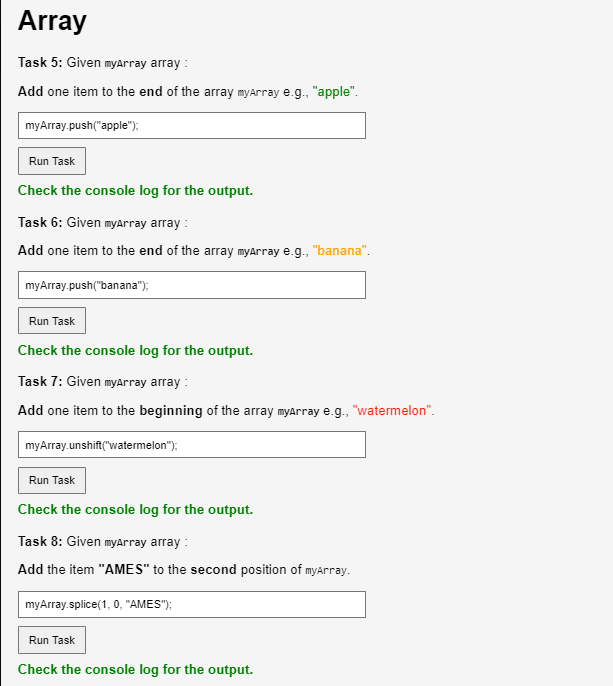 Array
Task 5: Given myArray array :
Add one item to the end of the array myArray e.g., "apple".
myArray.push("apple");
Run Task
Check the console log for the output.
Task 6: Given myArray array :
Add one item to the end of the array myArray e.g., "banana".
myArray.push("banana");
Run Task
Check the console log for the output.
Task 7: Given myArray array :
Add one item to the beginning of the array myArray e.g., "watermelon".
myArray.unshift("watermelon");
Run Task
Check the console log for the output.
Task 8: Given myArray array :
Add the item "AMES" to the second position of myArray.
myArray.splice(1, 0, "AMES");
Run Task
Check the console log for the output.